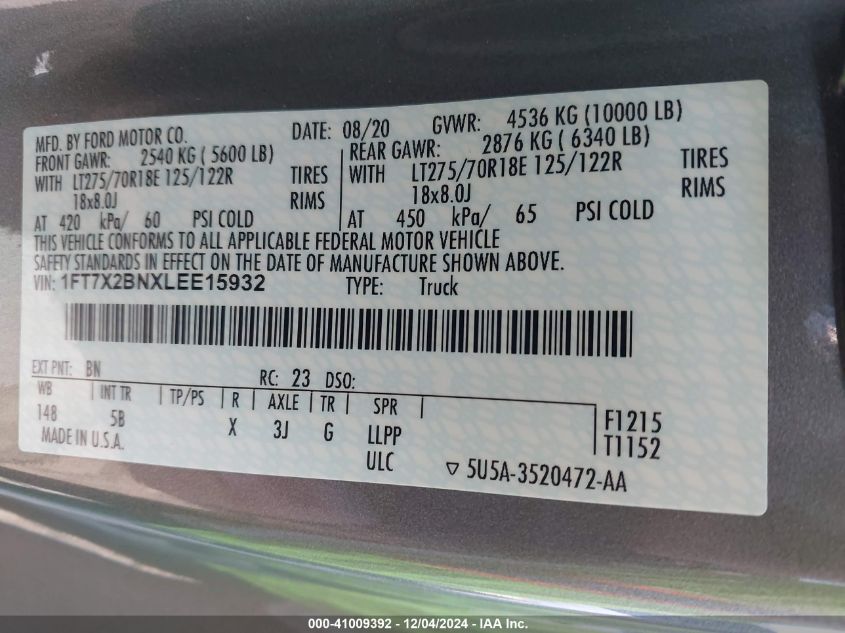 MFD. BY FORD MOTOR CO. DATE: 08/20 GVWR: 4536 KG (10000 LB)
FRONT GAWR: 2540 KG ( 5600 LB) REAR GAWR: 2876 KG ( 6340 LB)
WITH LT275/70R18E 125/122R TIRES WITH LT275/70R18E 125/122R TIRES
18x8.0J RIMS 18x8.0J RIMS
AT 420 kPa/ 60 PSI COLD AT 450 kPa/ 65 PSI COLD
THIS VEHICLE CONFORMS TO ALL APPLICABLE FEDERAL MOTOR VEHICLE
SAFETY STANDARDS IN EFFECT ON THE DATE OF MANUFACTURE SHOWN ABOVE.
VIN: 1FT7X2BNXLEE15932 TYPE: Truck
EXT PNT: BN RC: 23 DSO:
WB INT TR TP/PS R AXLE TR SPR
148 5B X 3J G LLPP F1215
MADE IN U.S.A. ULC T1152
5U5A-3520472-AA
000-41009392 - 12/04/2024 - IAA Inc.